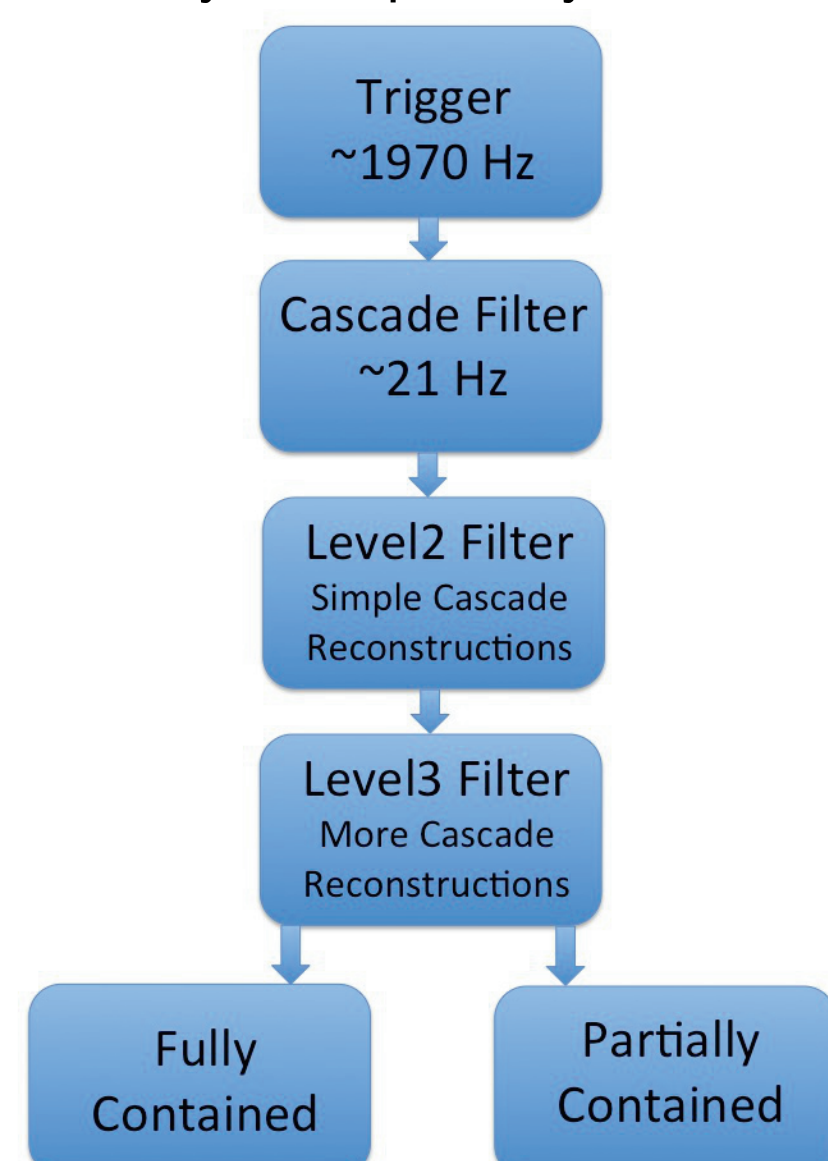 Trigger
~1970 Hz
Cascade Filter
~21 Hz
Level2 Filter
Simple Cascade
Reconstructions
Level3 Filter
More Cascade
Reconstructions
Fully
Contained
Partially
Contained